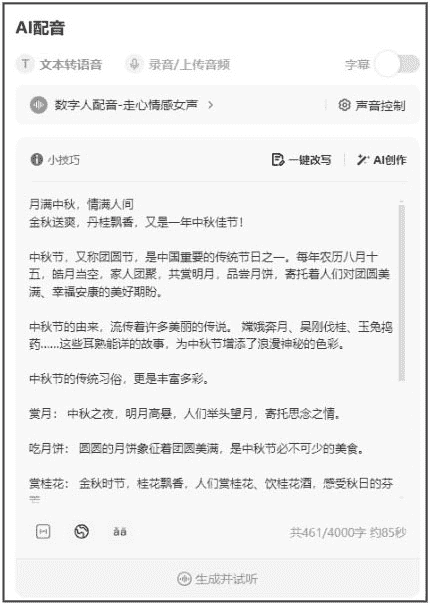 AI配音
文本转语音 录音/上传音频 字幕
数字人配音-走心情感女声 > 声音控制
小技巧 一键改写 AI创作
月满中秋，情满人间
金秋送爽，丹桂飘香，又是一年中秋佳节！
中秋节，又称团圆节，是中国重要的传统节日之一。每年农历八月十
五，皓月当空，家人团聚，共赏明月，品尝月饼，寄托着人们对团圆美
满、幸福安康的美好期盼。
中秋节的由来，流传着许多美丽的传说。 嫦娥奔月、吴刚伐桂、玉兔捣
药……这些耳熟能详的故事，为中秋节增添了浪漫神秘的色彩。
中秋节的传统习俗，更是丰富多彩。
赏月： 中秋之夜，明月高悬，人们举头望月，寄托思念之情。
吃月饼： 圆圆的月饼象征着团圆美满，是中秋节必不可少的美食。
赏桂花： 金秋时节，桂花飘香，人们赏桂花、饮桂花酒，感受秋日的芬
共461/4000字 约85秒
生成并试听